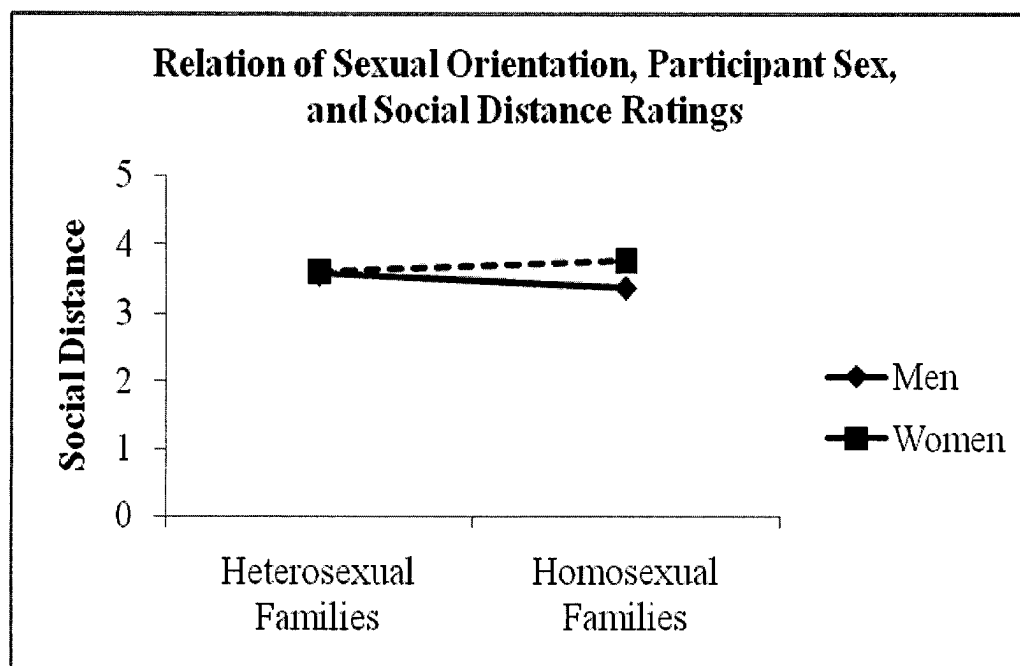 Relation of Sexual Orientation, Participant Sex,
and Social Distance Ratings
Social Distance
5
4
3
2
1
0
Heterosexual
Families
Homosexual
Families
Men
Women